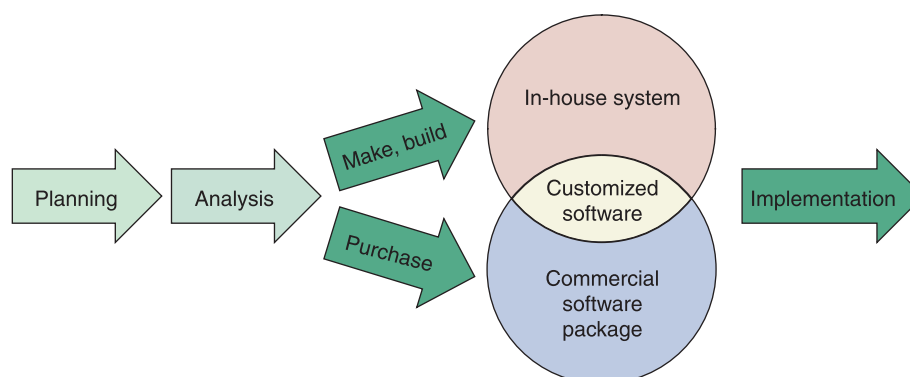 Planning
Analysis
Make, build
Purchase
In-house system
Customized
software
Commercial
software
package
Implementation